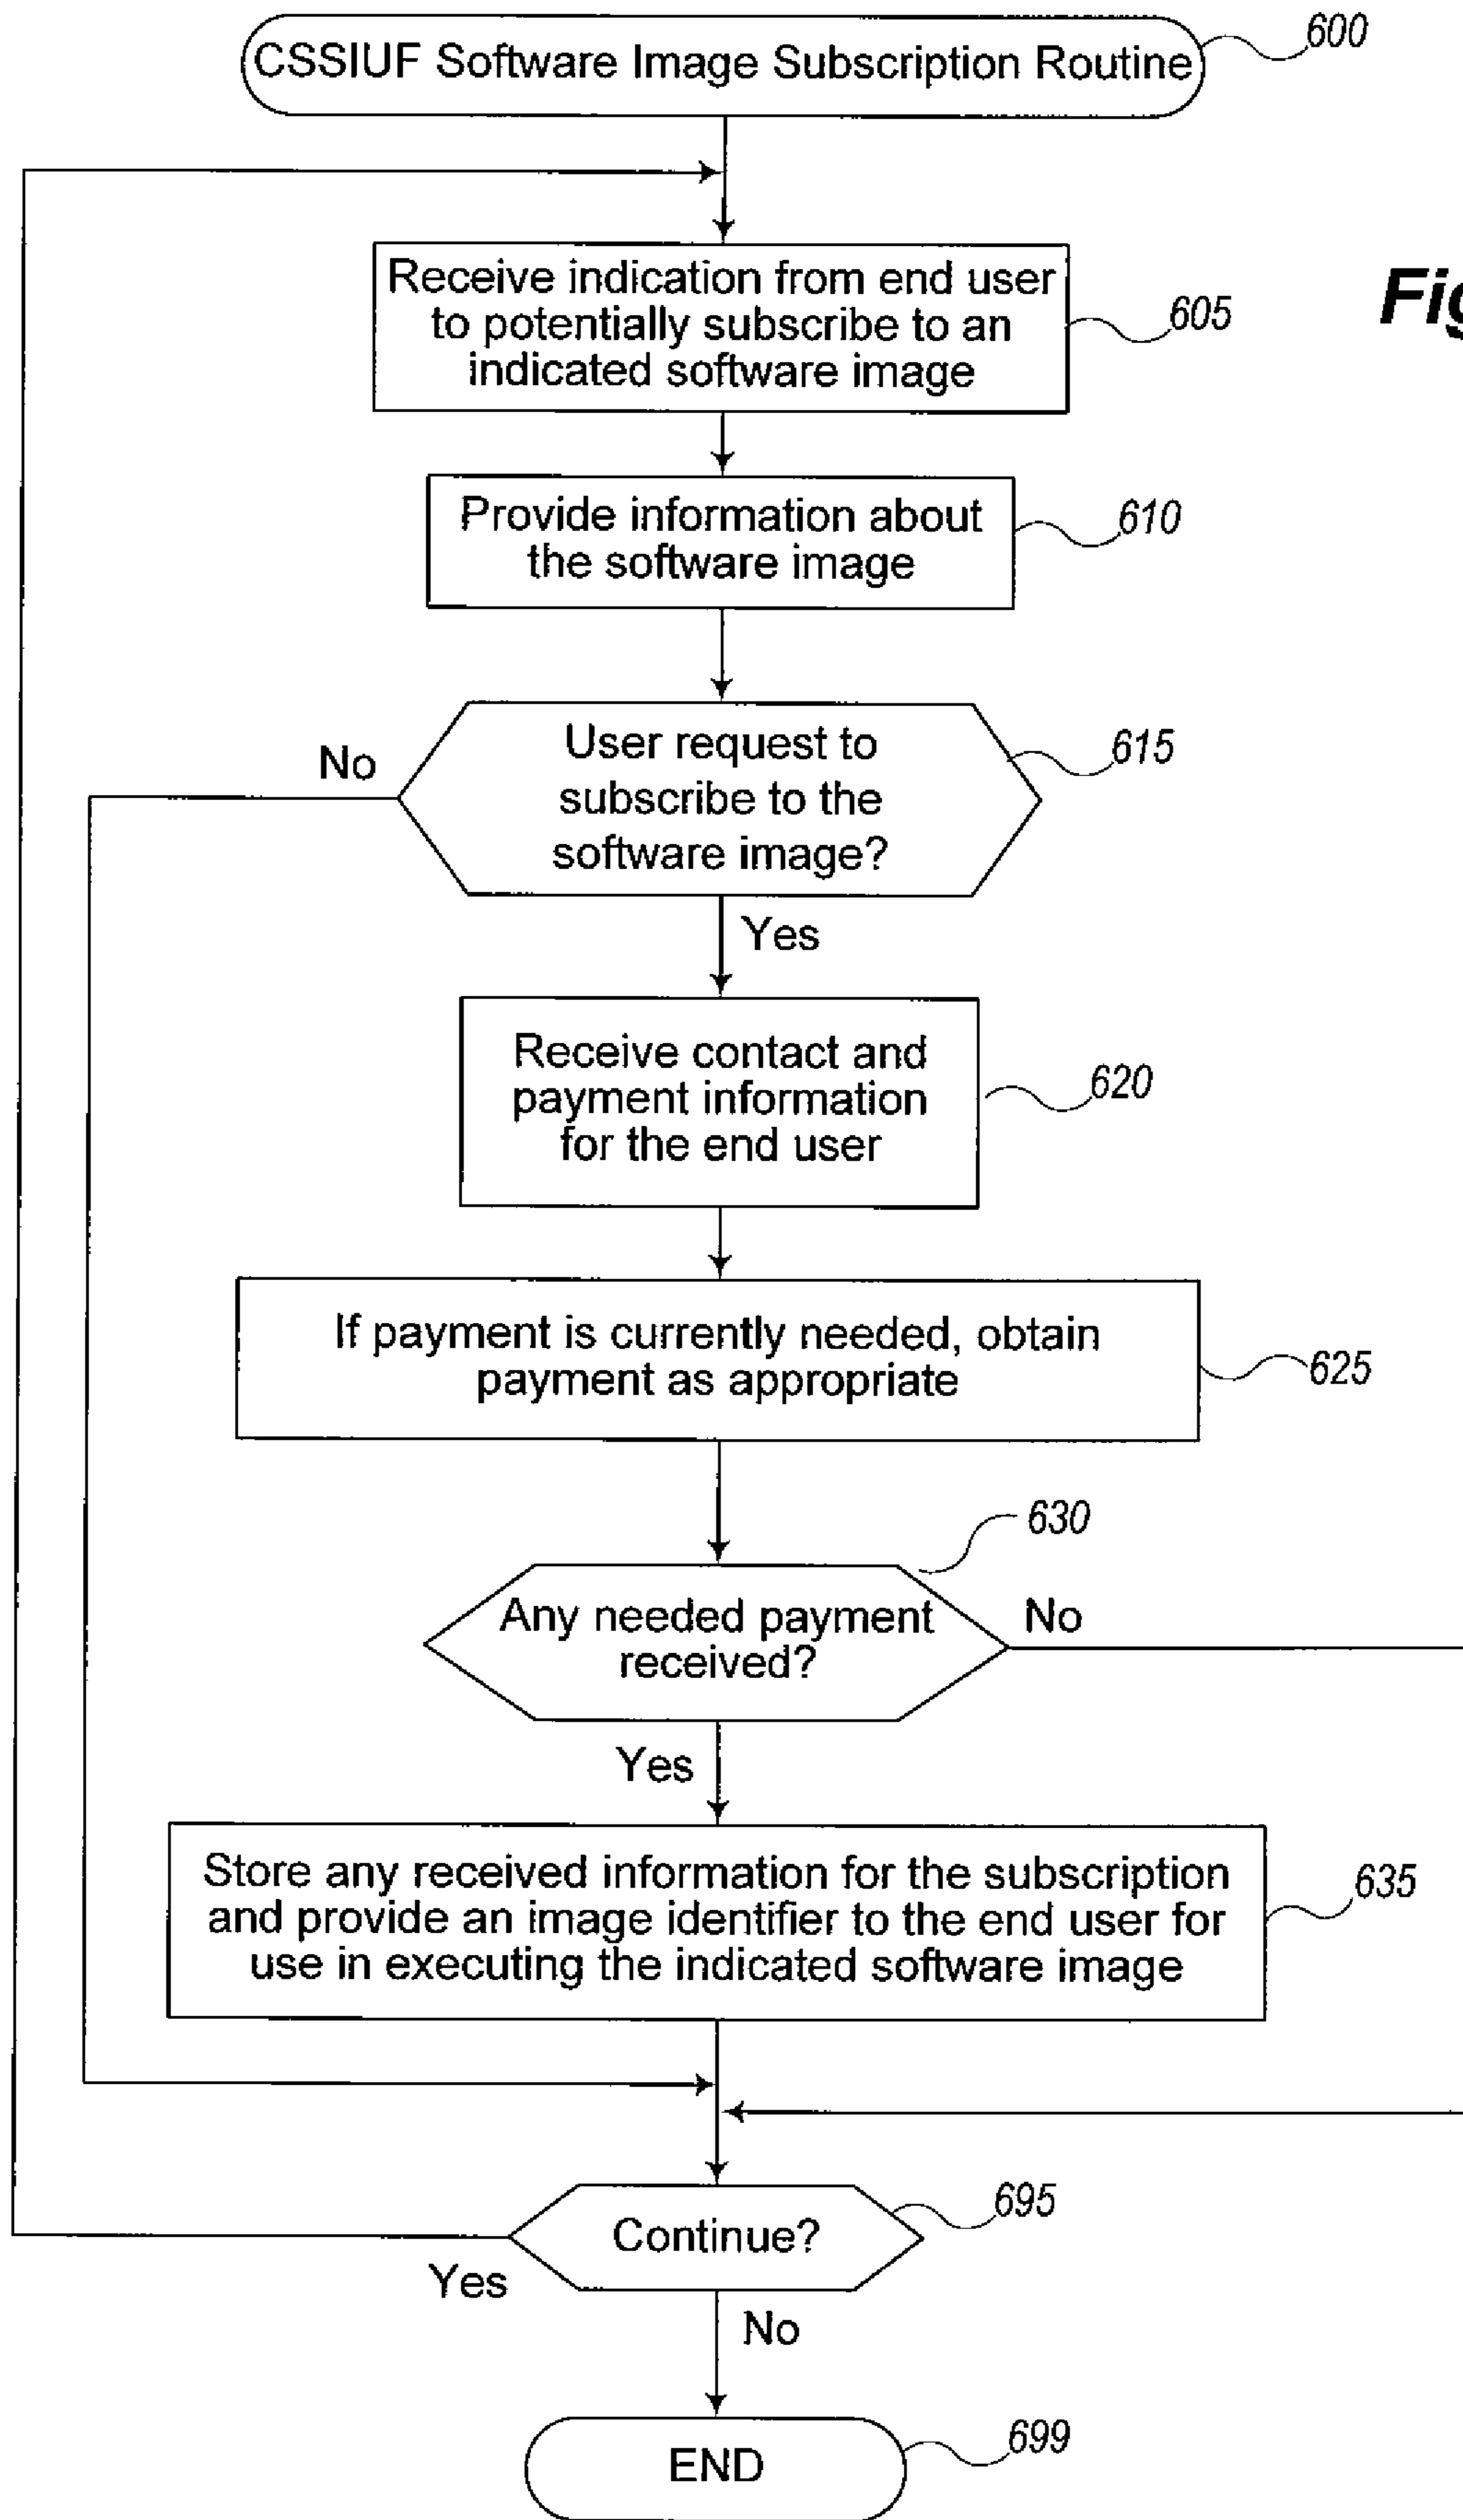 CSSIUF Software Image Subscription Routine
600
Receive indication from end user
to potentially subscribe to an
indicated software image
605
Fig
Provide information about
the software image
610
User request to
subscribe to the
software image?
615
No
Yes
Receive contact and
payment information
for the end user
620
If payment is currently needed, obtain
payment as appropriate
625
630
Any needed payment
received?
No
Yes
Store any received information for the subscription
and provide an image identifier to the end user for
use in executing the indicated software image
635
Continue?
695
Yes
No
END
699